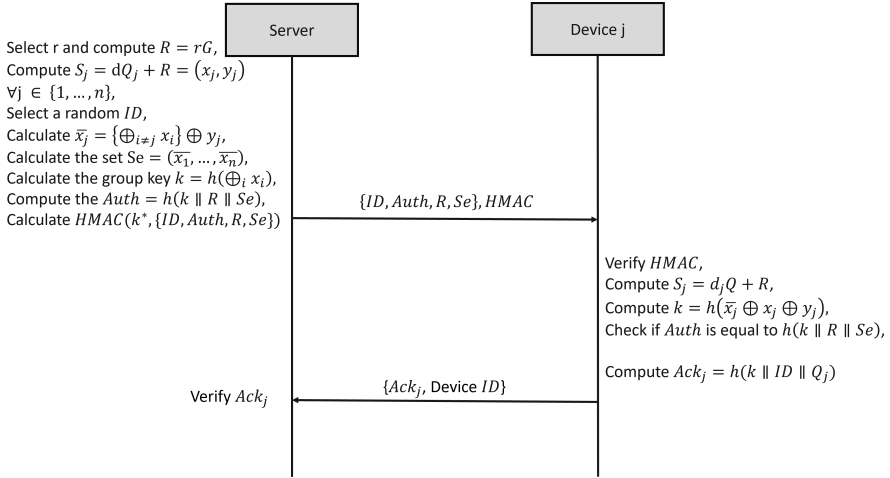 Server
Device j
Select r and compute R = rG,
Compute S_j = dQ_j + R = (x_j, y_j)
∀j ∈ {1, … , n},
Select a random ID,
Calculate x̅_j = {⊕_{i≠j} x_i} ⊕ y_j,
Calculate the set Se = (x̅_1, … , x̅_n),
Calculate the group key k = h(⊕_i x_i),
Compute the Auth = h(k ∥ R ∥ Se),
Calculate HMAC(k*, {ID, Auth, R, Se})
{ID, Auth, R, Se}, HMAC
Verify HMAC,
Compute S_j = d_jQ + R,
Compute k = h(x̅_j ⊕ x_j ⊕ y_j),
Check if Auth is equal to h(k ∥ R ∥ Se),
Compute Ack_j = h(k ∥ ID ∥ Q_j)
{Ack_j, Device ID}
Verify Ack_j